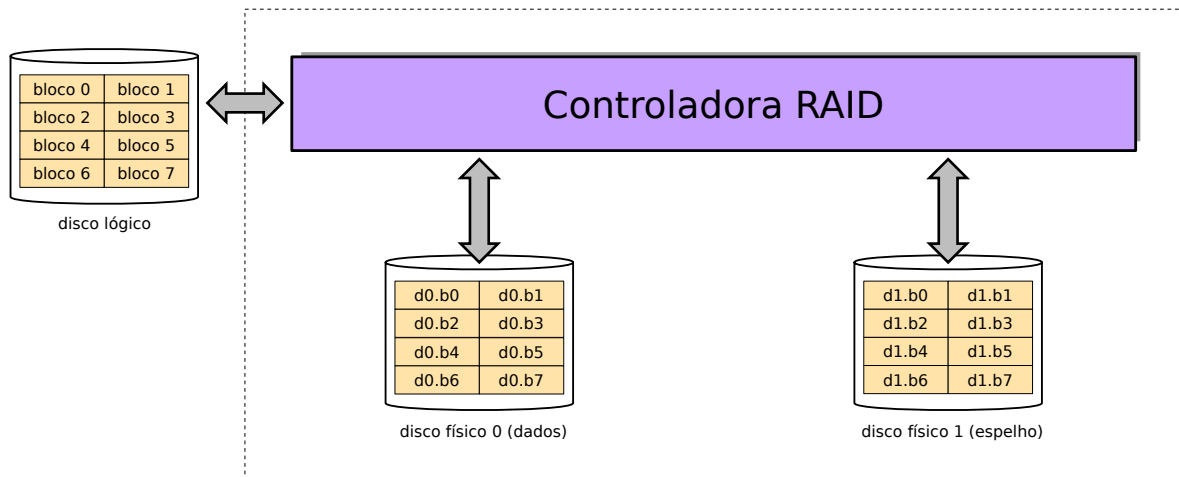 Controladora RAID
bloco 0 bloco 1
bloco 2 bloco 3
bloco 4 bloco 5
bloco 6 bloco 7
disco lógico
d0.b0 d0.b1
d0.b2 d0.b3
d0.b4 d0.b5
d0.b6 d0.b7
disco físico 0 (dados)
d1.b0 d1.b1
d1.b2 d1.b3
d1.b4 d1.b5
d1.b6 d1.b7
disco físico 1 (espelho)